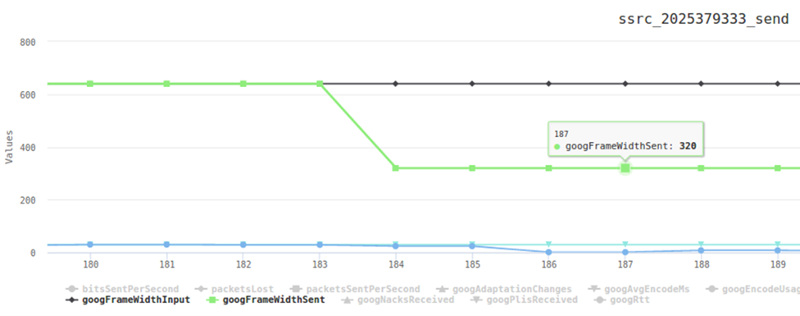 ssrc_2025379333_send
800
600
400
200
0
Values
187
googFrameWidthSent: 320
180 181 182 183 184 185 186 187 188 189
bitsSentPerSecond packetsLost packetsSentPerSecond googAdaptationChanges googAvgEncodeMs googEncodeUsag
googFrameWidthInput googFrameWidthSent googNacksReceived googPlisReceived googRtt